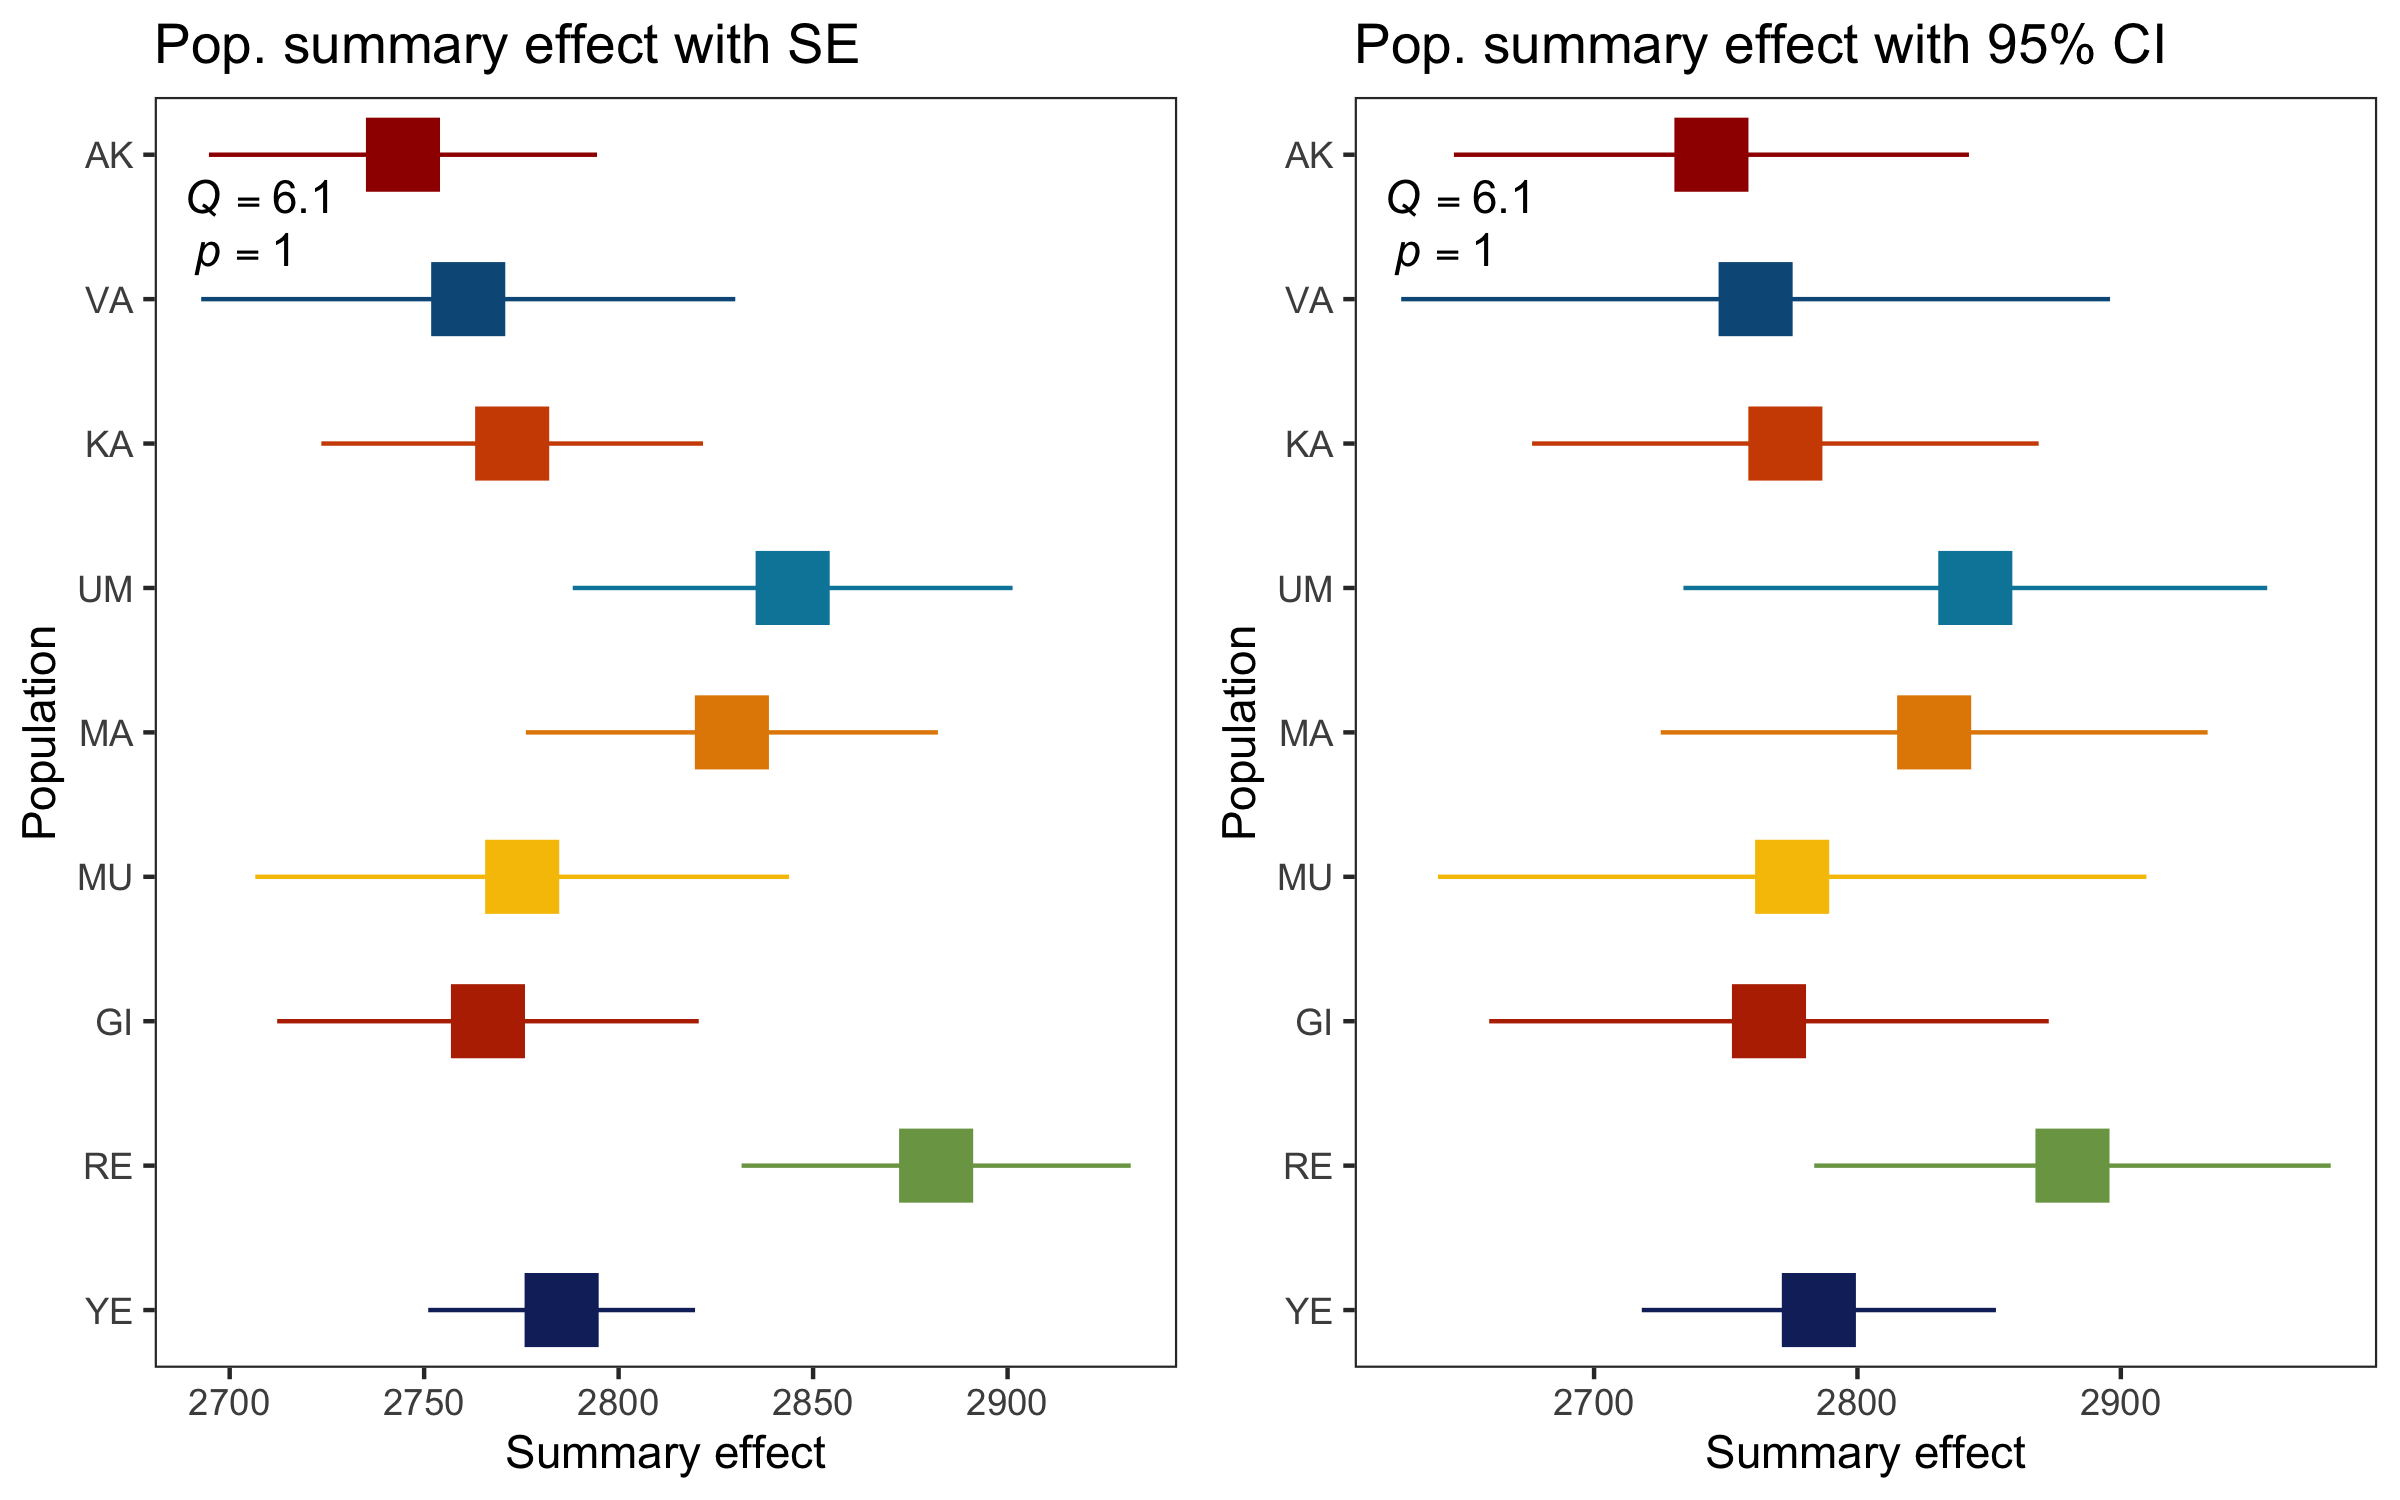 Pop. summary effect with SE
AK
Q = 6.1
p = 1
VA
KA
UM
MA
MU
GI
RE
YE
Population
2700 2750 2800 2850 2900
Summary effect
Pop. summary effect with 95% CI
AK
Q = 6.1
p = 1
VA
KA
UM
MA
MU
GI
RE
YE
Population
2700 2800 2900
Summary effect